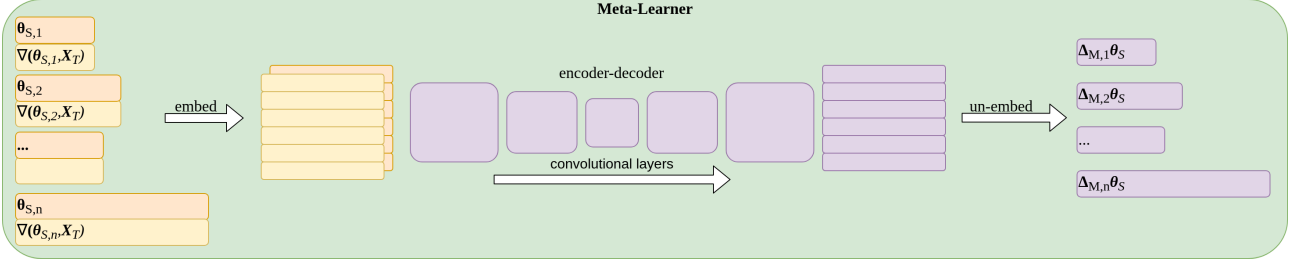 Meta-Learner
θS,1
∇(θS,1,XT)
θS,2
∇(θS,2,XT)
...
θS,n
∇(θS,n,XT)
embed
encoder-decoder
convolutional layers
un-embed
ΔM,1θS
ΔM,2θS
...
ΔM,nθS